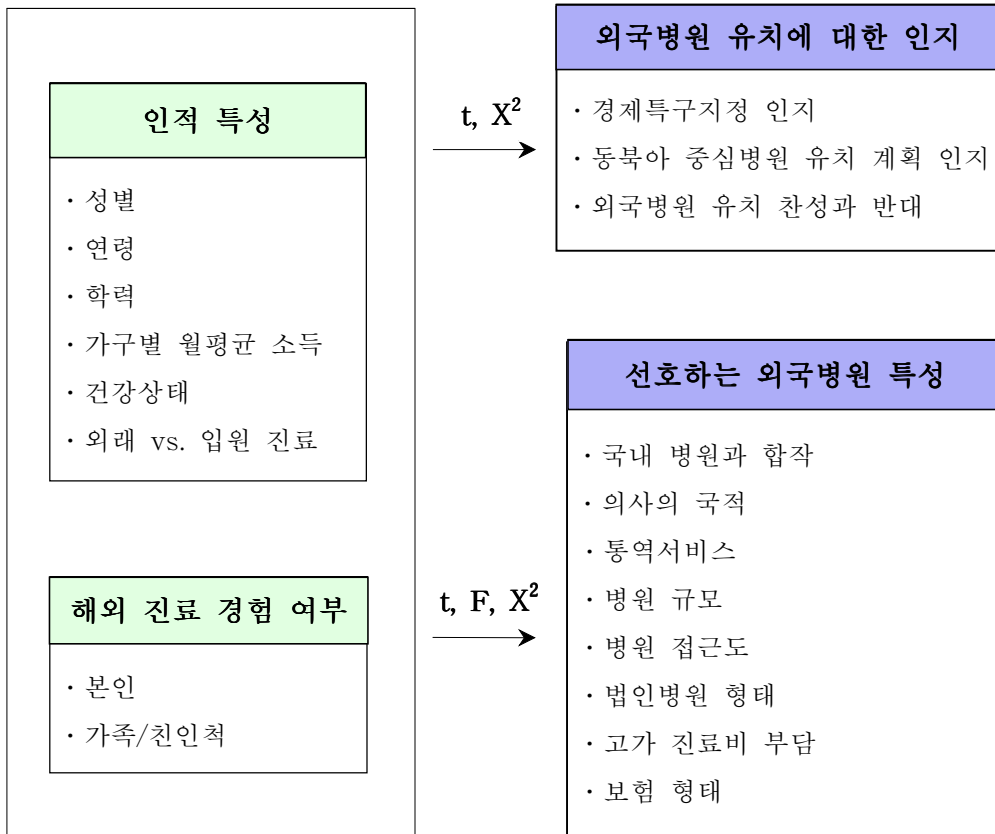 인적 특성
· 성별
· 연령
· 학력
· 가구별 월평균 소득
· 건강상태
· 외래 vs. 입원 진료
해외 진료 경험 여부
· 본인
· 가족/친인척
t, X²
t, F, X²
외국병원 유치에 대한 인지
· 경제특구지정 인지
· 동북아 중심병원 유치 계획 인지
· 외국병원 유치 찬성과 반대
선호하는 외국병원 특성
· 국내 병원과 합작
· 의사의 국적
· 통역서비스
· 병원 규모
· 병원 접근도
· 법인병원 형태
· 고가 진료비 부담
· 보험 형태